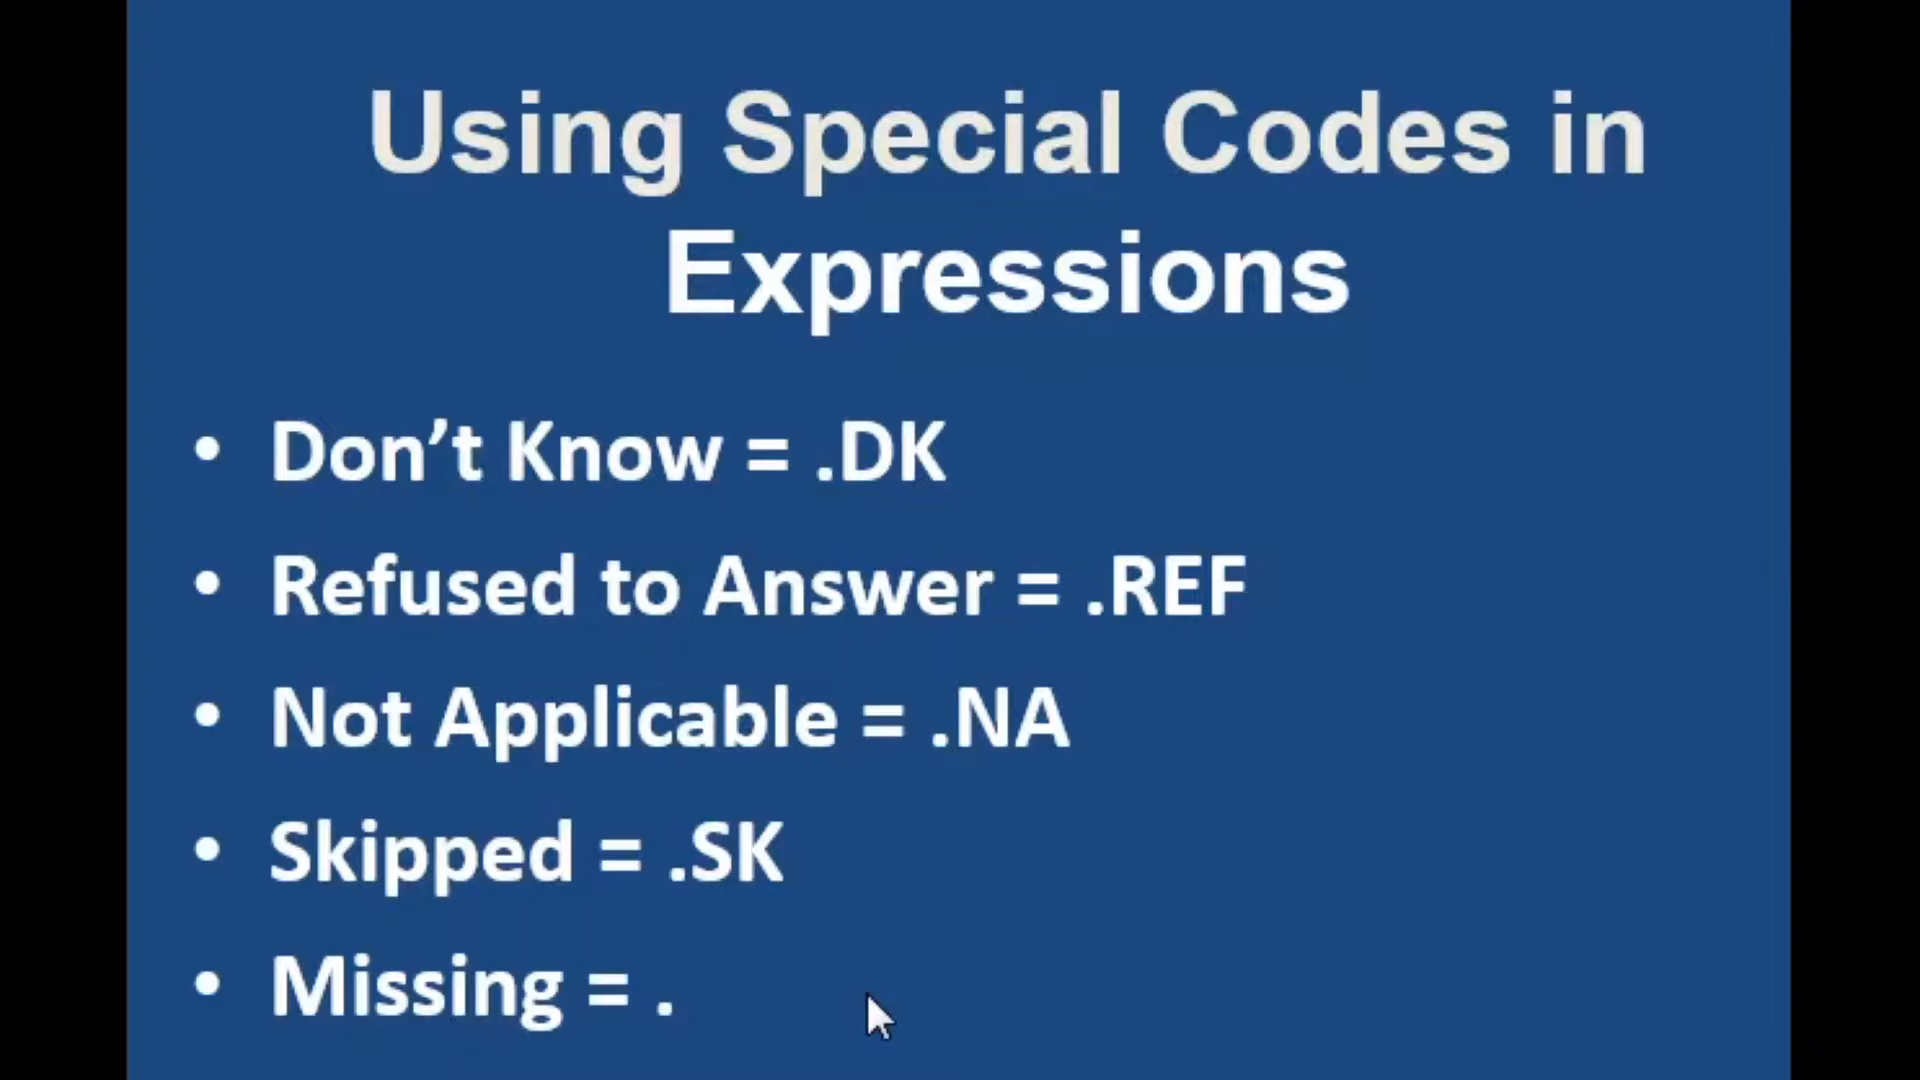 Using Special Codes in
Expressions
• Don’t Know = .DK
• Refused to Answer = .REF
• Not Applicable = .NA
• Skipped = .SK
• Missing = .